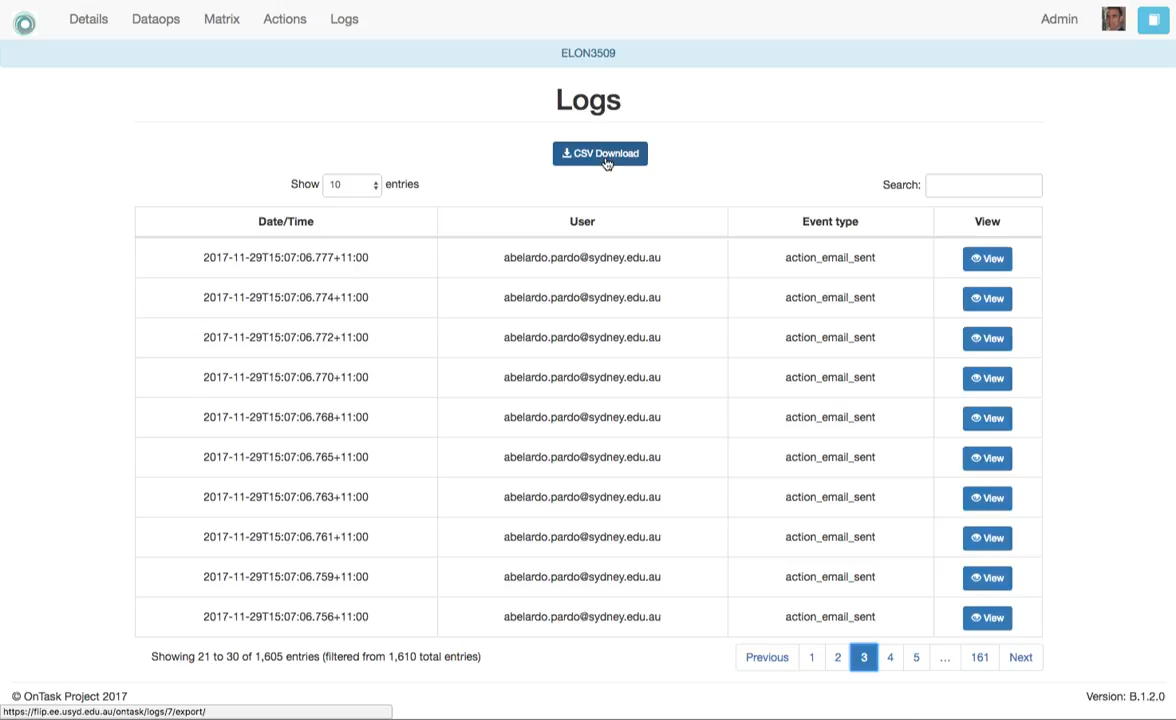 Details Dataops Matrix Actions Logs Admin
ELON3509
Logs
CSV Download
Show 10 entries Search:
Date/Time User Event type View
2017-11-29T15:07:06.777+11:00 abelardo.pardo@sydney.edu.au action_email_sent View
2017-11-29T15:07:06.774+11:00 abelardo.pardo@sydney.edu.au action_email_sent View
2017-11-29T15:07:06.772+11:00 abelardo.pardo@sydney.edu.au action_email_sent View
2017-11-29T15:07:06.770+11:00 abelardo.pardo@sydney.edu.au action_email_sent View
2017-11-29T15:07:06.768+11:00 abelardo.pardo@sydney.edu.au action_email_sent View
2017-11-29T15:07:06.765+11:00 abelardo.pardo@sydney.edu.au action_email_sent View
2017-11-29T15:07:06.763+11:00 abelardo.pardo@sydney.edu.au action_email_sent View
2017-11-29T15:07:06.761+11:00 abelardo.pardo@sydney.edu.au action_email_sent View
2017-11-29T15:07:06.759+11:00 abelardo.pardo@sydney.edu.au action_email_sent View
2017-11-29T15:07:06.756+11:00 abelardo.pardo@sydney.edu.au action_email_sent View
Showing 21 to 30 of 1,605 entries (filtered from 1,610 total entries) Previous 1 2 3 4 5 ... 161 Next
© OnTask Project 2017 Version: B.1.2.0
https://flip.ee.usyd.edu.au/ontask/logs/7/export/